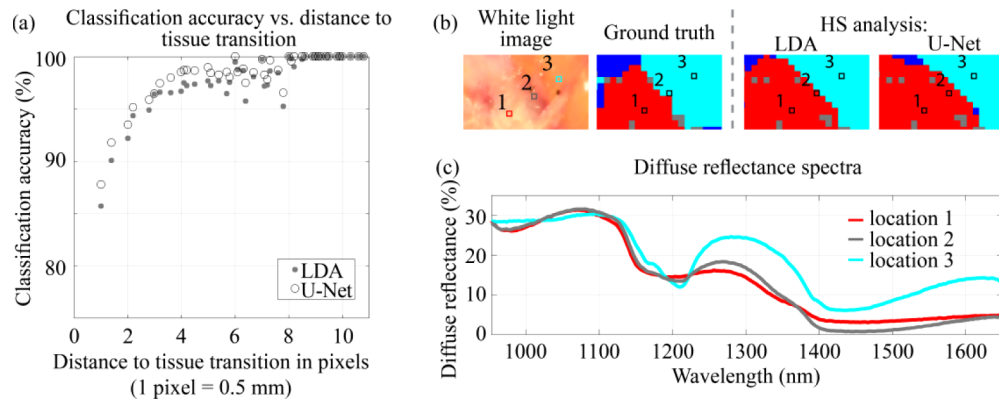 (a)
Classification accuracy vs. distance to
tissue transition
Classification accuracy (%)
100
90
80
LDA
U-Net
0 2 4 6 8 10
Distance to tissue transition in pixels
(1 pixel = 0.5 mm)
(b)
White light
image
Ground truth
HS analysis:
LDA
U-Net
1 2 3
1 2 3
1 2 3
1 2 3
(c)
Diffuse reflectance spectra
Diffuse reflectance (%)
30
20
10
0
location 1
location 2
location 3
1000 1100 1200 1300 1400 1500 1600
Wavelength (nm)